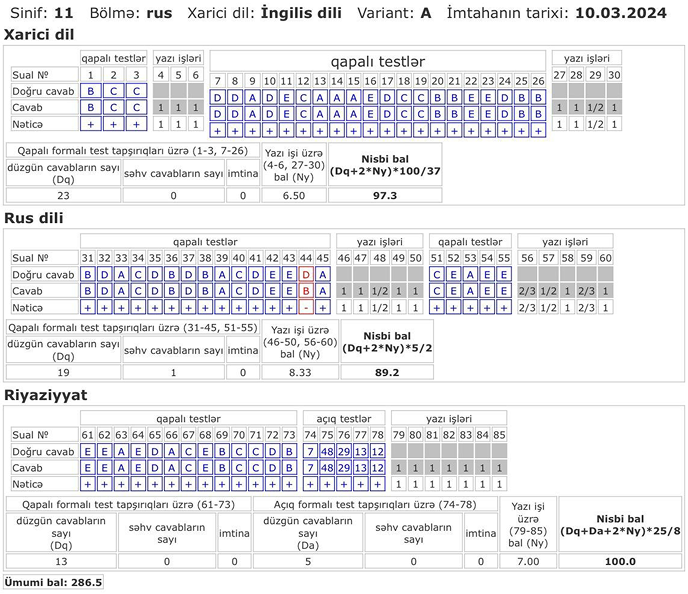 Sinif: 11 Bölmə: rus Xarici dil: İngilis dili Variant: A İmtahanın tarixi: 10.03.2024
Xarici dil
qapalı testlər yazı işləri qapalı testlər yazı işləri
Sual № 1 2 3 4 5 6 7 8 9 10 11 12 13 14 15 16 17 18 19 20 21 22 23 24 25 26 27 28 29 30
Doğru cavab B C C D D A D E C A A A E D C C B B E E D B B
Cavab B C C 1 1 1 D D A D E C A A A E D C C B B E E D B B 1 1 1/2 1
Nəticə + + + 1 1 1 + + + + + + + + + + + + + + + + + + + + 1 1 1/2 1
Qapalı formalı test tapşırıqları üzrə (1-3, 7-26) Yazı işi üzrə (4-6, 27-30) bal (Ny) Nisbi bal (Dq+2*Ny)*100/37
düzgün cavabların sayı (Dq) səhv cavabların sayı imtina
23 0 0 6.50 97.3
Rus dili
qapalı testlər yazı işləri qapalı testlər yazı işləri
Sual № 31 32 33 34 35 36 37 38 39 40 41 42 43 44 45 46 47 48 49 50 51 52 53 54 55 56 57 58 59 60
Doğru cavab B D A C D B D B A C D E E D A C E A E E
Cavab B D A C D B D B A C D E E B A 1 1 1/2 1 1 C E A E E 2/3 1/2 1 2/3 1
Nəticə + + + + + + + + + + + + + - + 1 1 1/2 1 1 + + + + + 2/3 1/2 1 2/3 1
Qapalı formalı test tapşırıqları üzrə (31-45, 51-55) Yazı işi üzrə (46-50, 56-60) bal (Ny) Nisbi bal (Dq+2*Ny)*5/2
düzgün cavabların sayı (Dq) səhv cavabların sayı imtina
19 1 0 8.33 89.2
Riyaziyyat
qapalı testlər açıq testlər yazı işləri
Sual № 61 62 63 64 65 66 67 68 69 70 71 72 73 74 75 76 77 78 79 80 81 82 83 84 85
Doğru cavab E E A E D A C E B C C D B 7 48 29 13 12
Cavab E E A E D A C E B C C D B 7 48 29 13 12 1 1 1 1 1 1 1
Nəticə + + + + + + + + + + + + + + + + + + 1 1 1 1 1 1 1
Qapalı formalı test tapşırıqları üzrə (61-73) Açıq formalı test tapşırıqları üzrə (74-78) Yazı işi üzrə (79-85) bal (Ny) Nisbi bal (Dq+Da+2*Ny)*25/8
düzgün cavabların sayı (Dq) səhv cavabların sayı imtina düzgün cavabların sayı (Da) səhv cavabların sayı imtina
13 0 0 5 0 0 7.00 100.0
Ümumi bal: 286.5